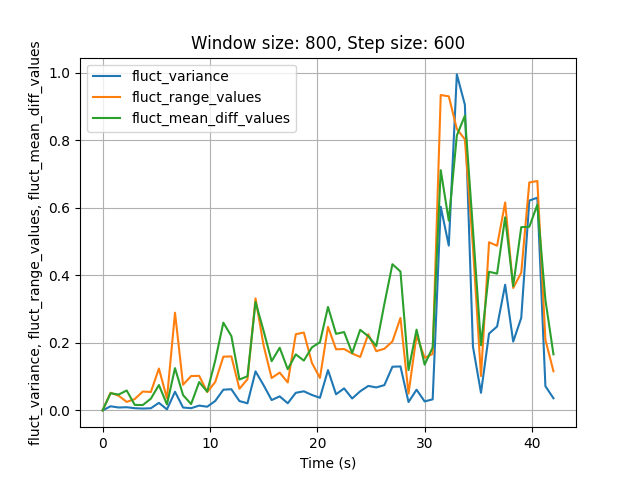 Window size: 800, Step size: 600
fluct_variance
fluct_range_values
fluct_mean_diff_values
fluct_variance, fluct_range_values, fluct_mean_diff_values
1.0
0.8
0.6
0.4
0.2
0.0
0 10 20 30 40
Time (s)